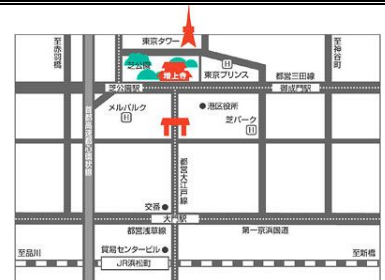 東京タワー
至赤羽橋
至神谷町
芝公園
増上寺
H
東京プリンス
都営三田線
芝公園駅
御成門駅
メルパルク
H
港区役所
芝パーク
H
首都高速都心環状線
都営大江戸線
交番
大門駅
都営浅草線
第一京浜国道
至品川
貿易センタービル
至新橋
JR浜松町